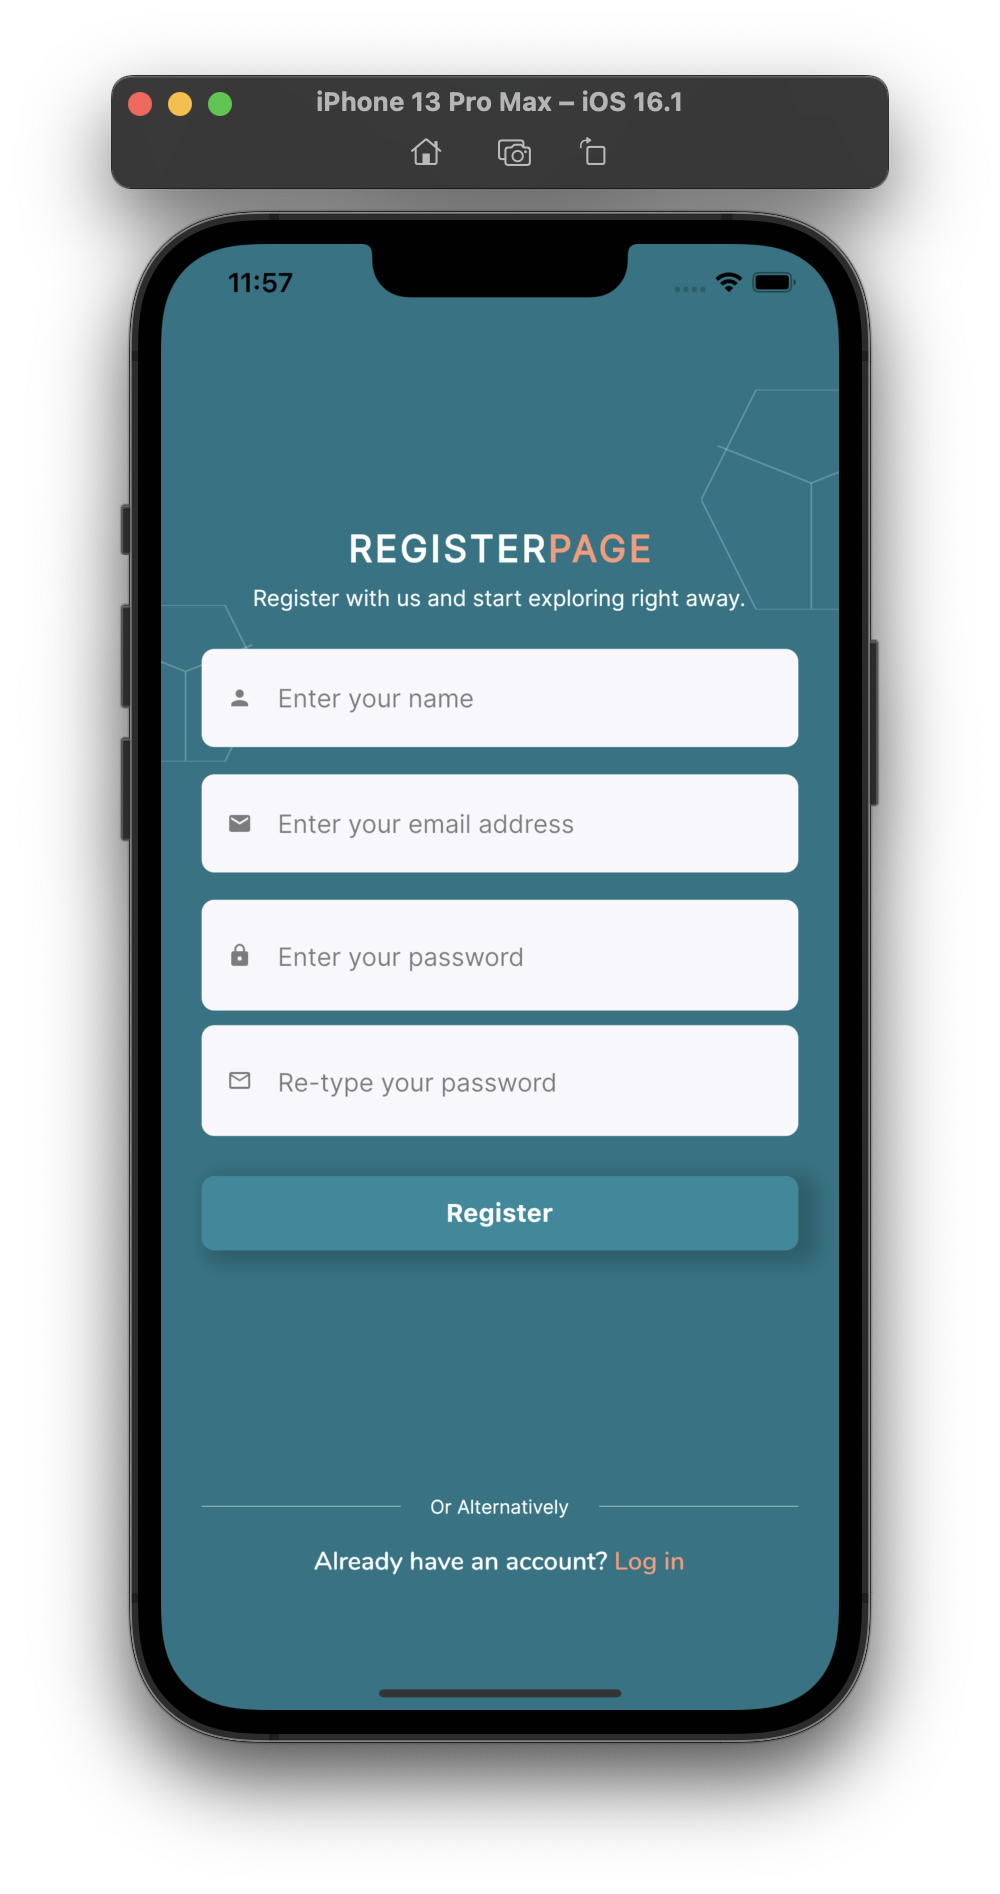 iPhone 13 Pro Max – iOS 16.1
11:57
REGISTERPAGE
Register with us and start exploring right away.
Enter your name
Enter your email address
Enter your password
Re-type your password
Register
Or Alternatively
Already have an account? Log in